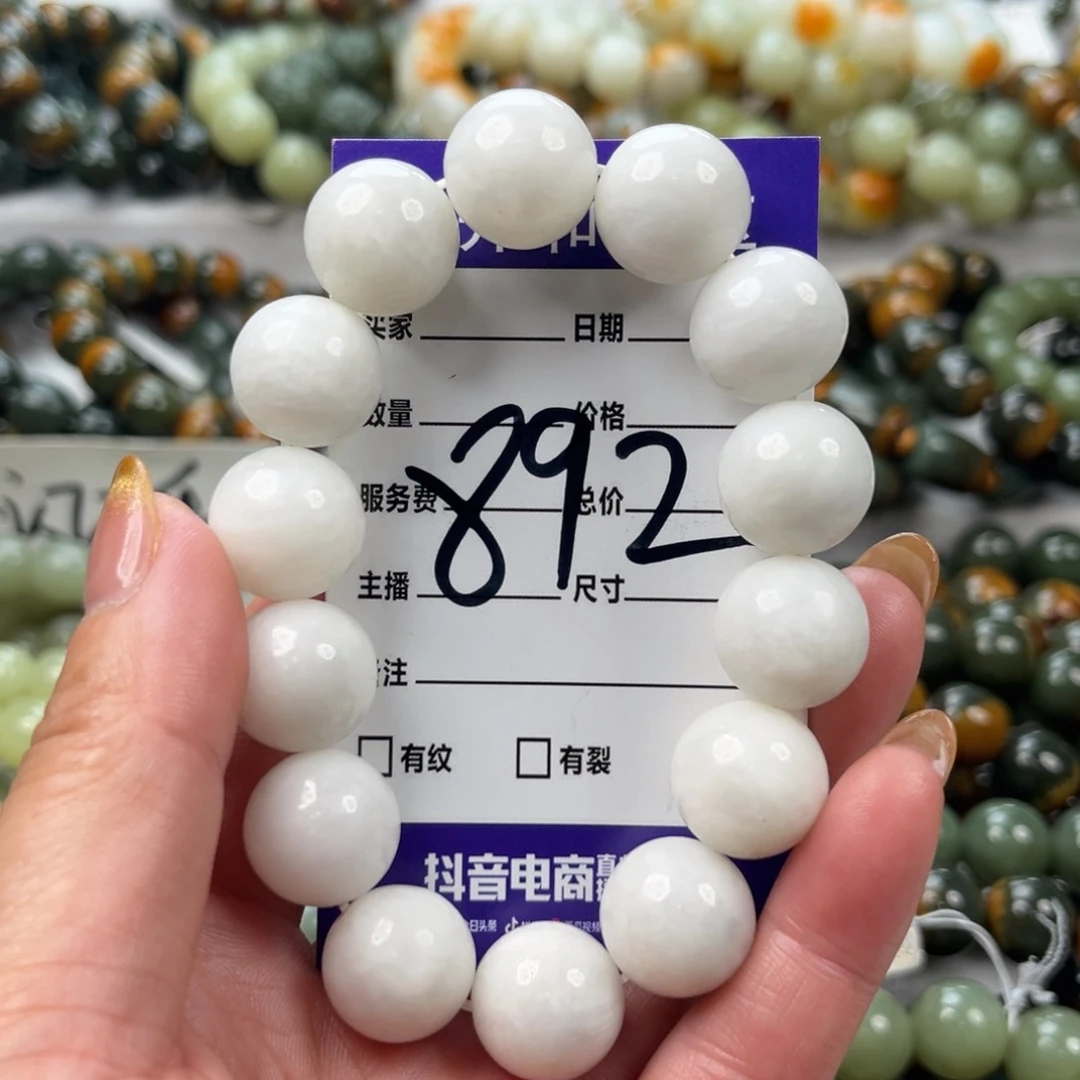 买家 日期
数量 价格
892
服务费 总价
主播 尺寸
备注
有纹 有裂
抖音电商